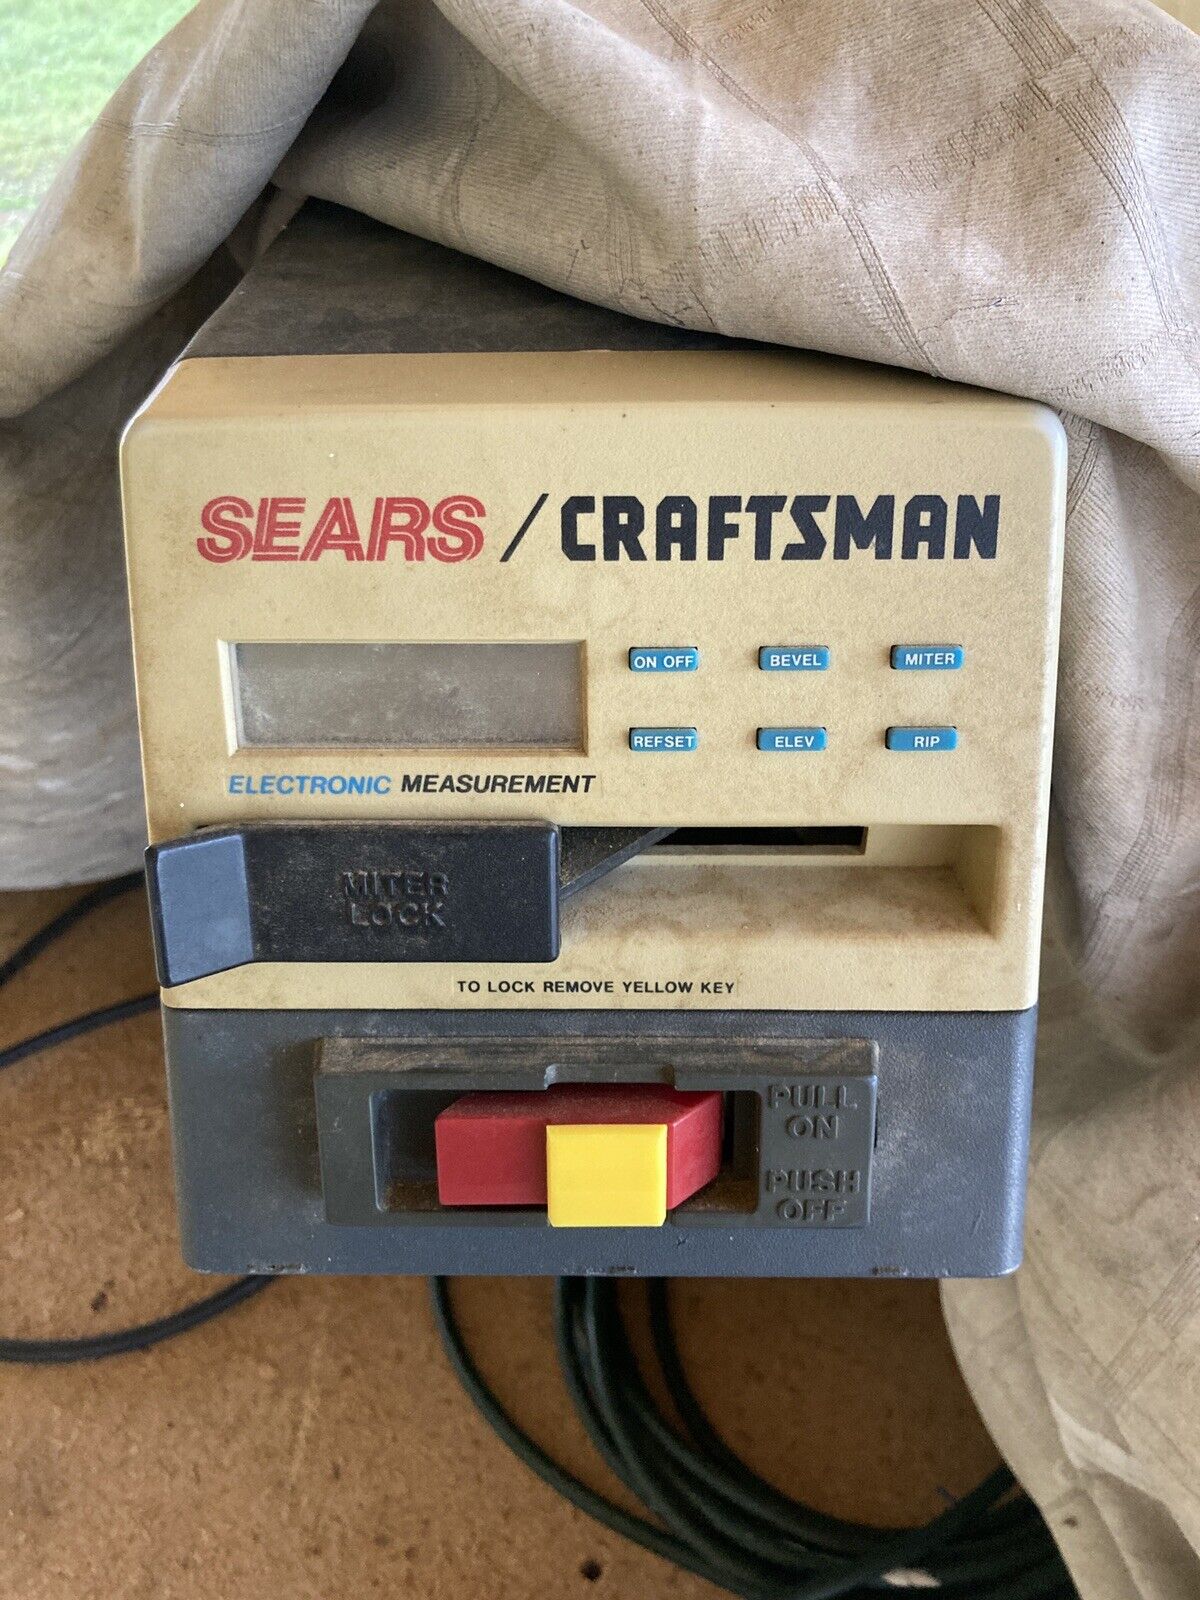 SEARS / CRAFTSMAN
ON OFF BEVEL MITER
REFSET ELEV RIP
ELECTRONIC MEASUREMENT
MITER
LOCK
TO LOCK REMOVE YELLOW KEY
PULL
ON
PUSH
OFF